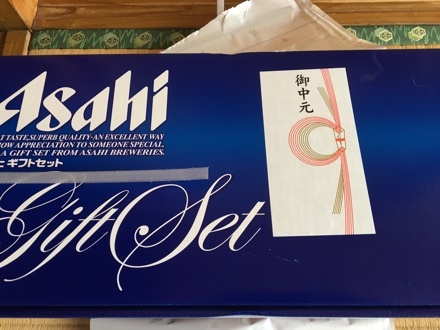 Asahi
T TASTE, SUPERB QUALITY-AN EXCELLENT WAY
OW APPRECIATION TO SOMEONE SPECIAL.
A GIFT SET FROM ASAHI BREWERIES.
ギフトセット
Gift Set
御中元